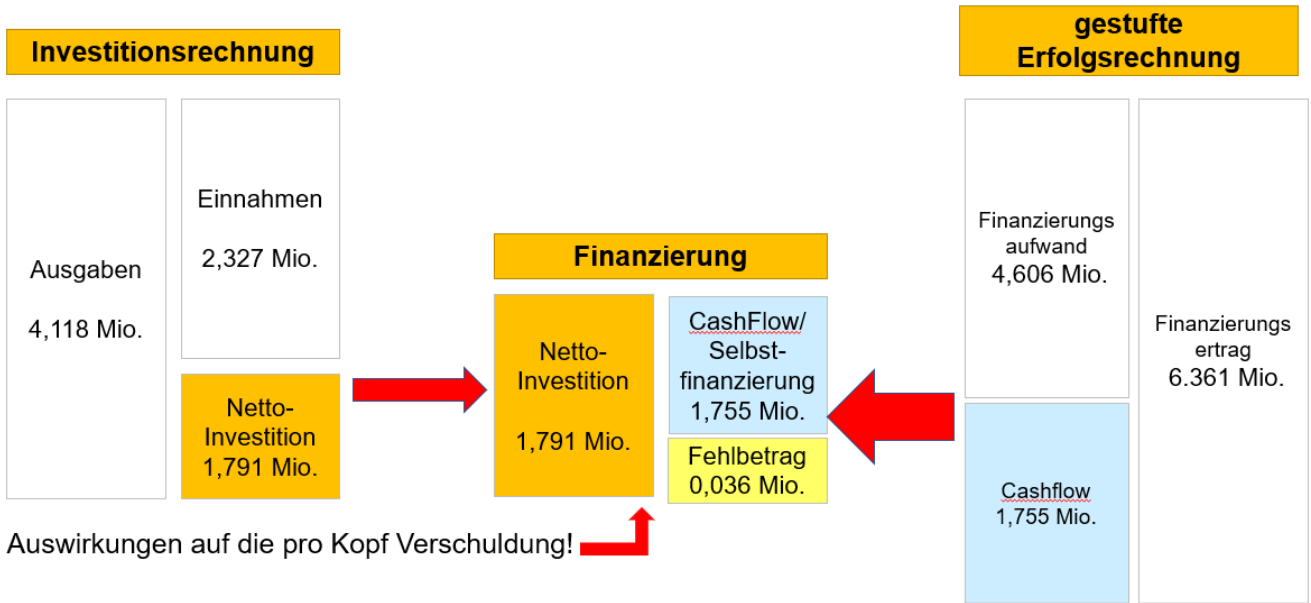 Investitionsrechnung
Ausgaben
4,118 Mio.
Einnahmen
2,327 Mio.
Netto-
Investition
1,791 Mio.
Finanzierung
Netto-
Investition
1,791 Mio.
CashFlow/
Selbst-
finanzierung
1,755 Mio.
Fehlbetrag
0,036 Mio.
Auswirkungen auf die pro Kopf Verschuldung!
gestufte
Erfolgsrechnung
Finanzierungs
aufwand
4,606 Mio.
Cashflow
1,755 Mio.
Finanzierungs
ertrag
6.361 Mio.